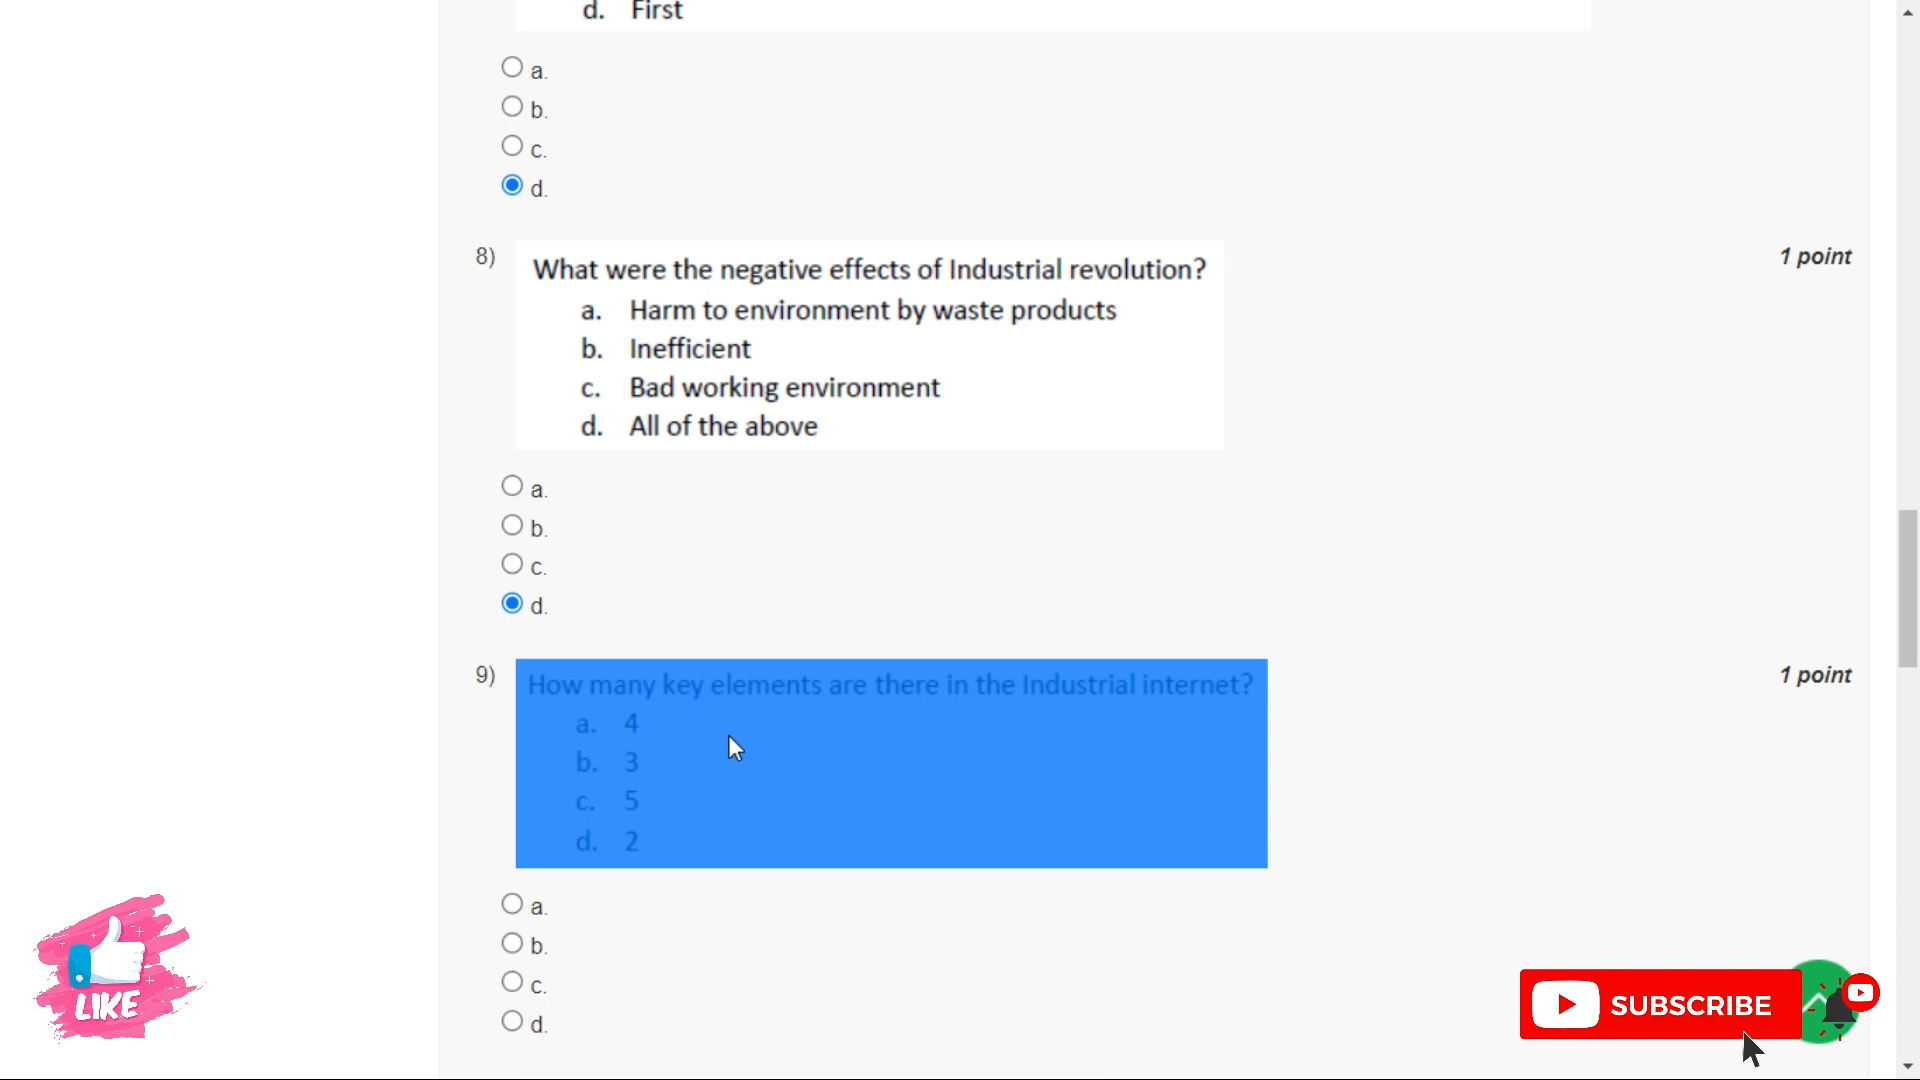 d. First
a.
b.
c.
d.
8) What were the negative effects of Industrial revolution? 1 point
a. Harm to environment by waste products
b. Inefficient
c. Bad working environment
d. All of the above
a.
b.
c.
d.
9) How many key elements are there in the Industrial internet? 1 point
a. 4
b. 3
c. 5
d. 2
a.
b.
c.
d.
LIKE
SUBSCRIBE